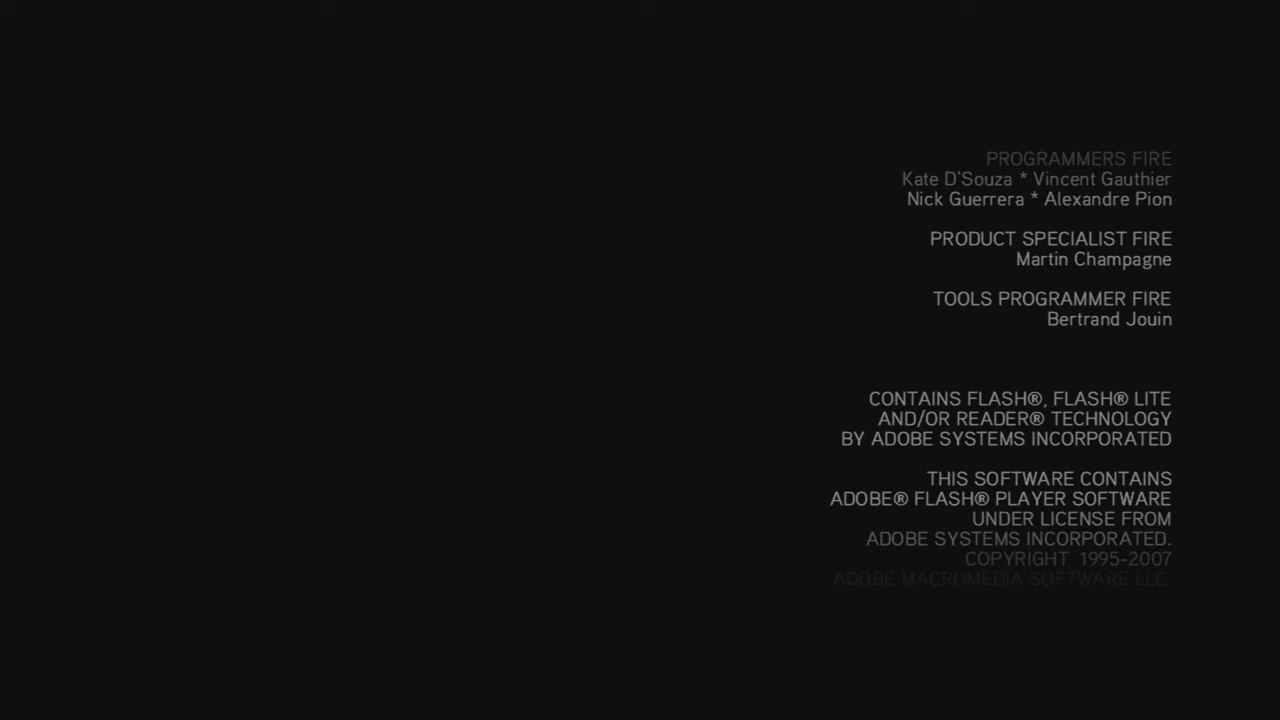 PROGRAMMERS FIRE
Kate D'Souza * Vincent Gauthier
Nick Guerrera * Alexandre Pion
PRODUCT SPECIALIST FIRE
Martin Champagne
TOOLS PROGRAMMER FIRE
Bertrand Jouin
CONTAINS FLASH®, FLASH® LITE
AND/OR READER® TECHNOLOGY
BY ADOBE SYSTEMS INCORPORATED
THIS SOFTWARE CONTAINS
ADOBE® FLASH® PLAYER SOFTWARE
UNDER LICENSE FROM
ADOBE SYSTEMS INCORPORATED.
COPYRIGHT 1995-2007
ADOBE MACROMEDIA SOFTWARE LLC